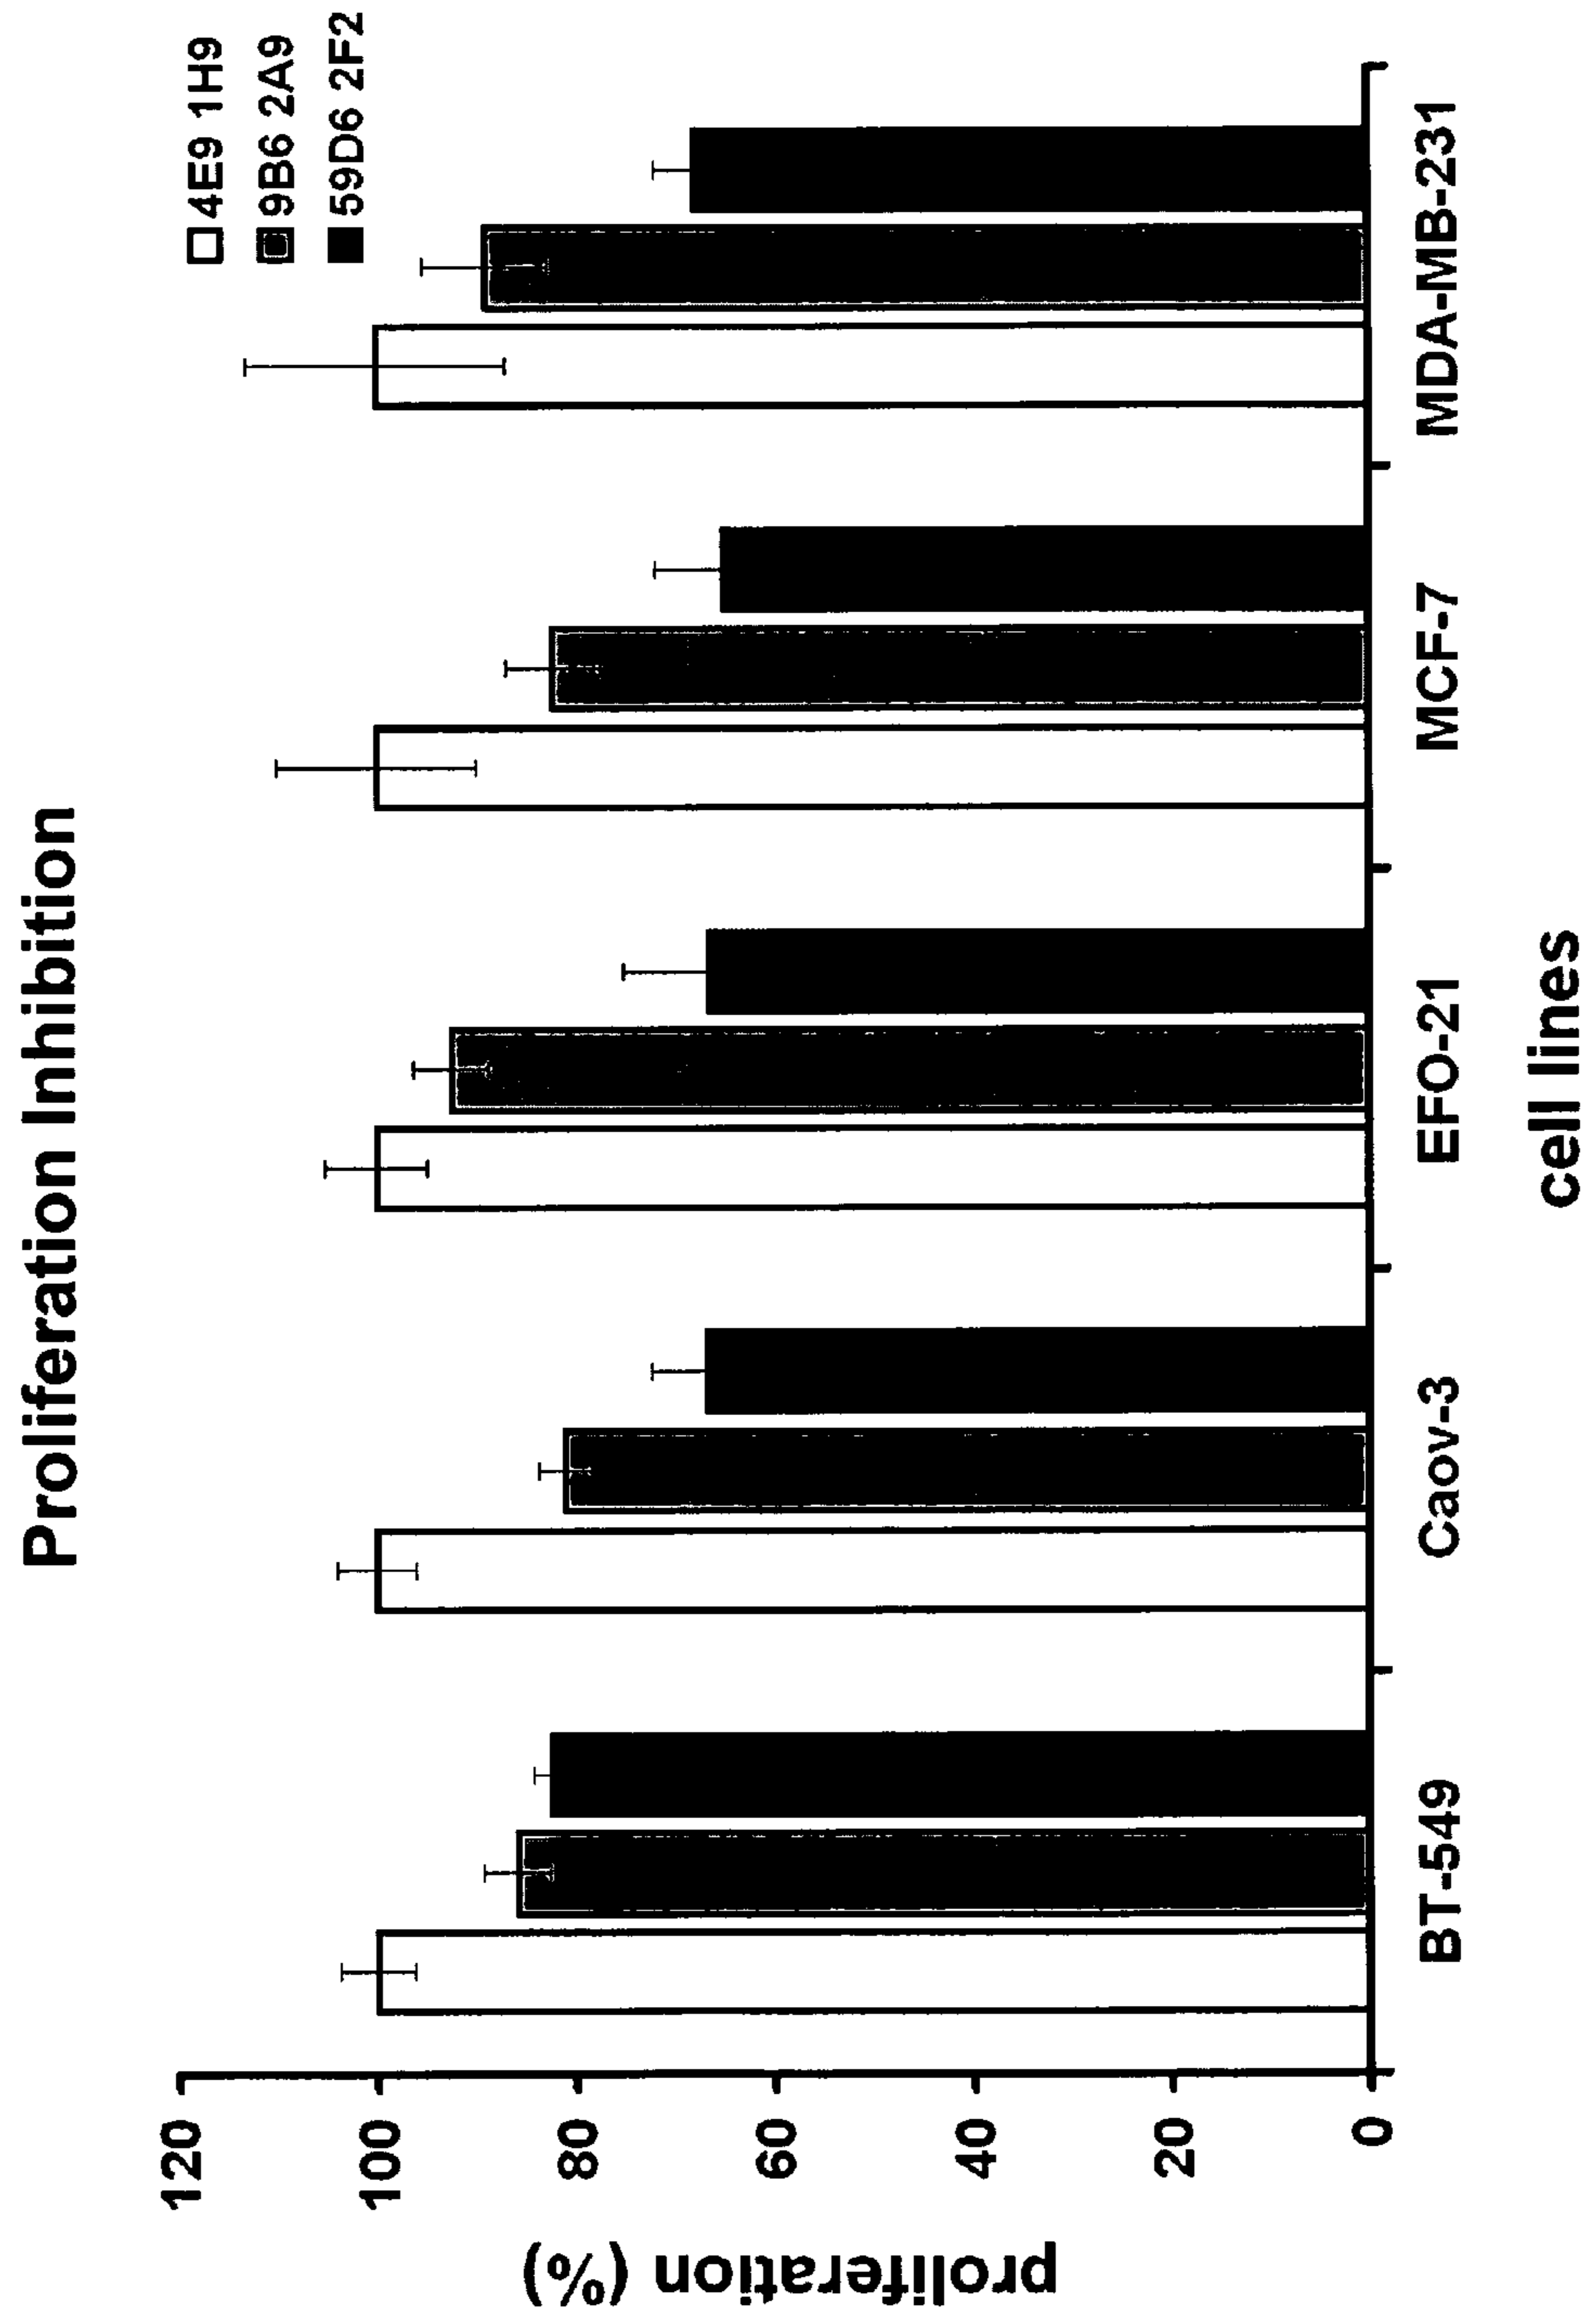 Proliferation Inhibition
4E9 1H9
9B6 2A9
59D6 2F2
proliferation (%)
120
100
80
60
40
20
0
BT-549
Caov-3
EFO-21
MCF-7
MDA-MB-231
cell lines